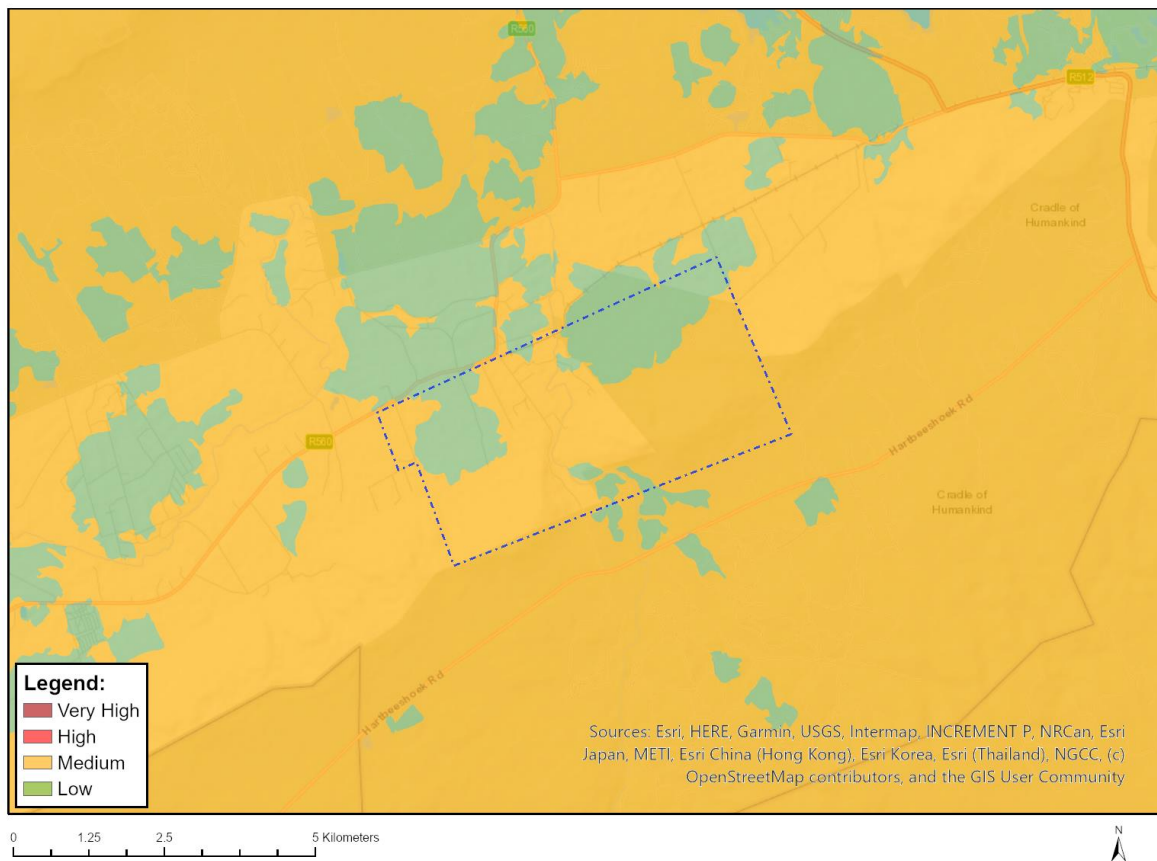 R560
R512
Cradle of
Humankind
Hartbeeshoek Rd
R560
Cradle of
Humankind
Hartbeeshoek Rd
Legend:
Very High
High
Medium
Low
Sources: Esri, HERE, Garmin, USGS, Intermap, INCREMENT P, NRCan, Esri
Japan, METI, Esri China (Hong Kong), Esri Korea, Esri (Thailand), NGCC, (c)
OpenStreetMap contributors, and the GIS User Community
0 1.25 2.5 5 Kilometers
N